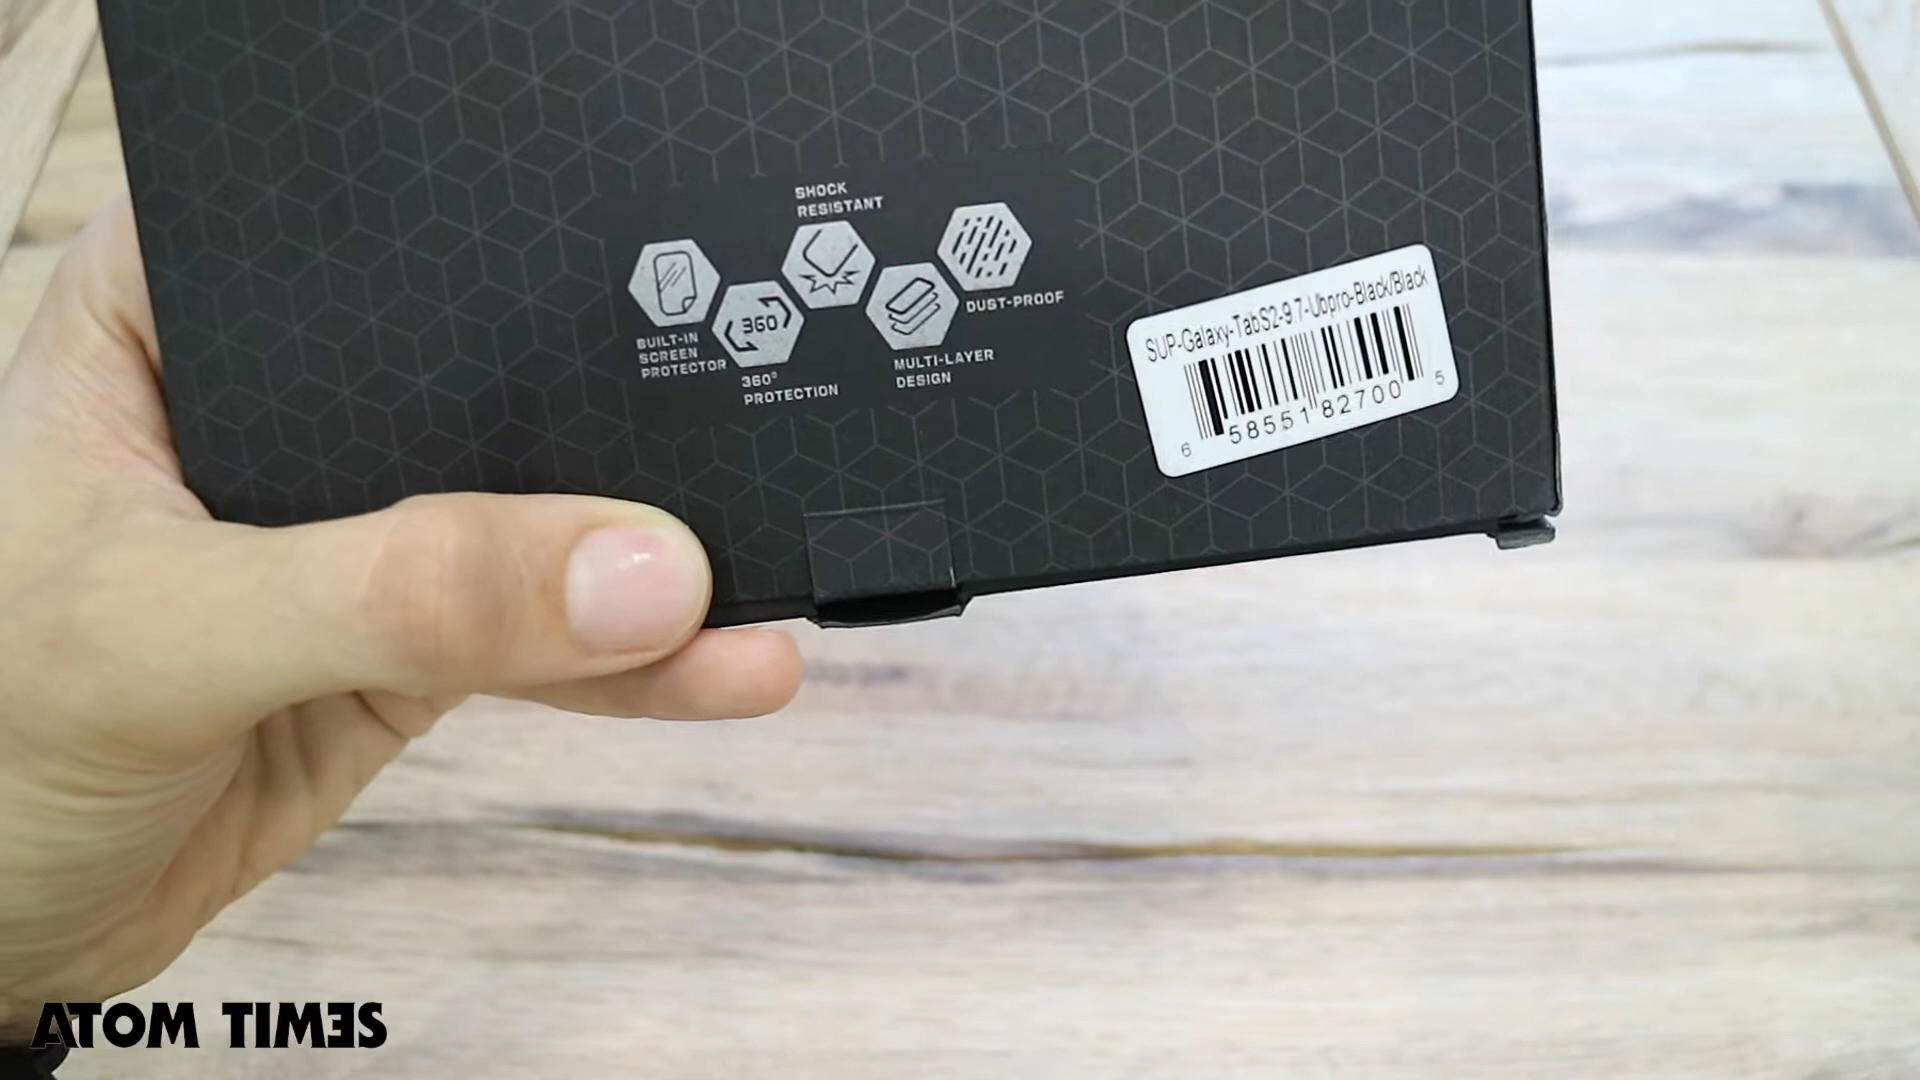 SHOCK
RESISTANT
360
BUILT-IN
SCREEN
PROTECTOR
360°
PROTECTION
MULTI-LAYER
DESIGN
DUST-PROOF
SUP-Galaxy-TabS2-9.7-Ubpro-Black/Black
6 58551 82700 5
ATOM TIMƎS